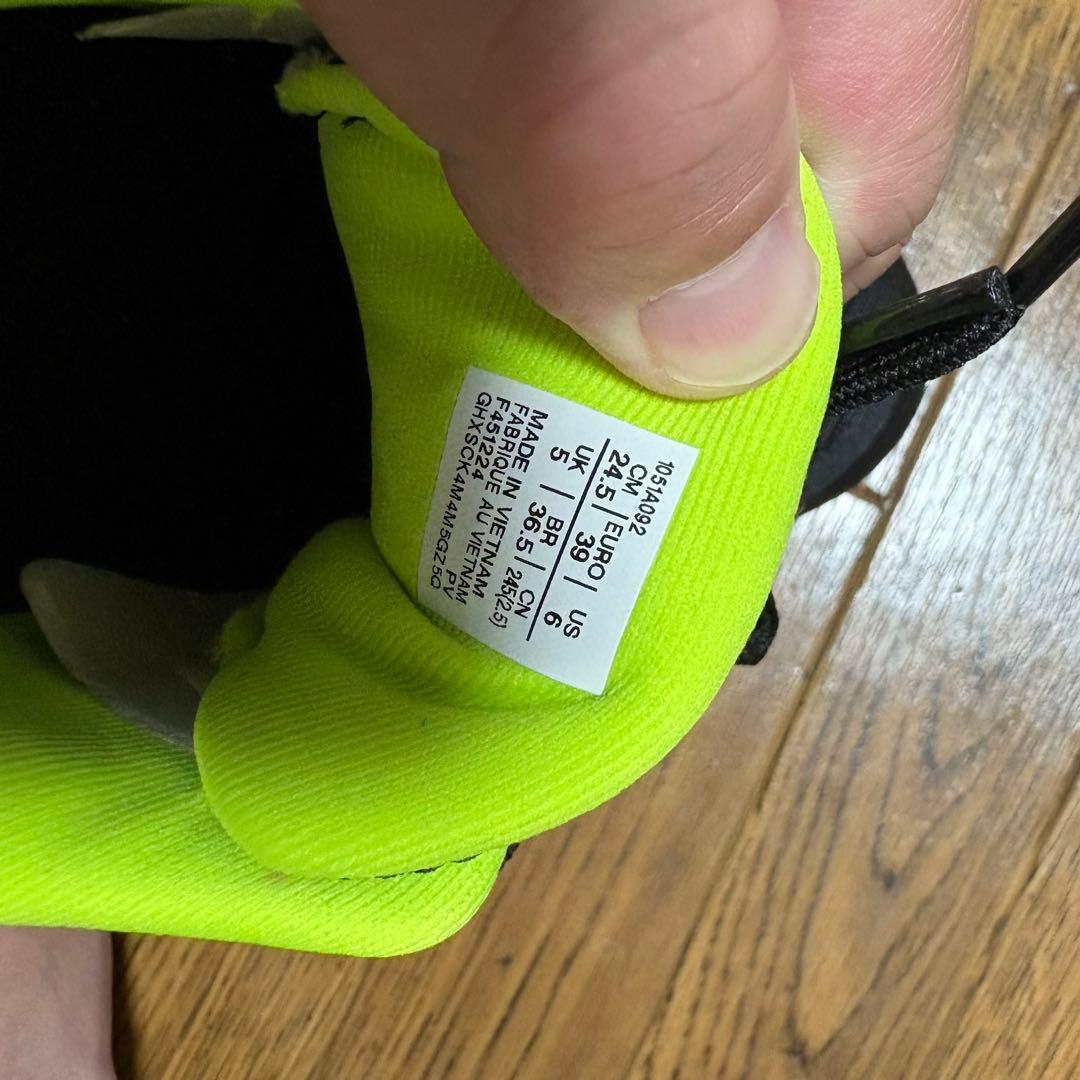 1051A092
CM | EURO | US
24.5 | 39 | 6
UK | BR | CN
5 | 36.5 | 245(2.5)
MADE IN VIETNAM
FABRIQUE AU VIETNAM
F451224 PV